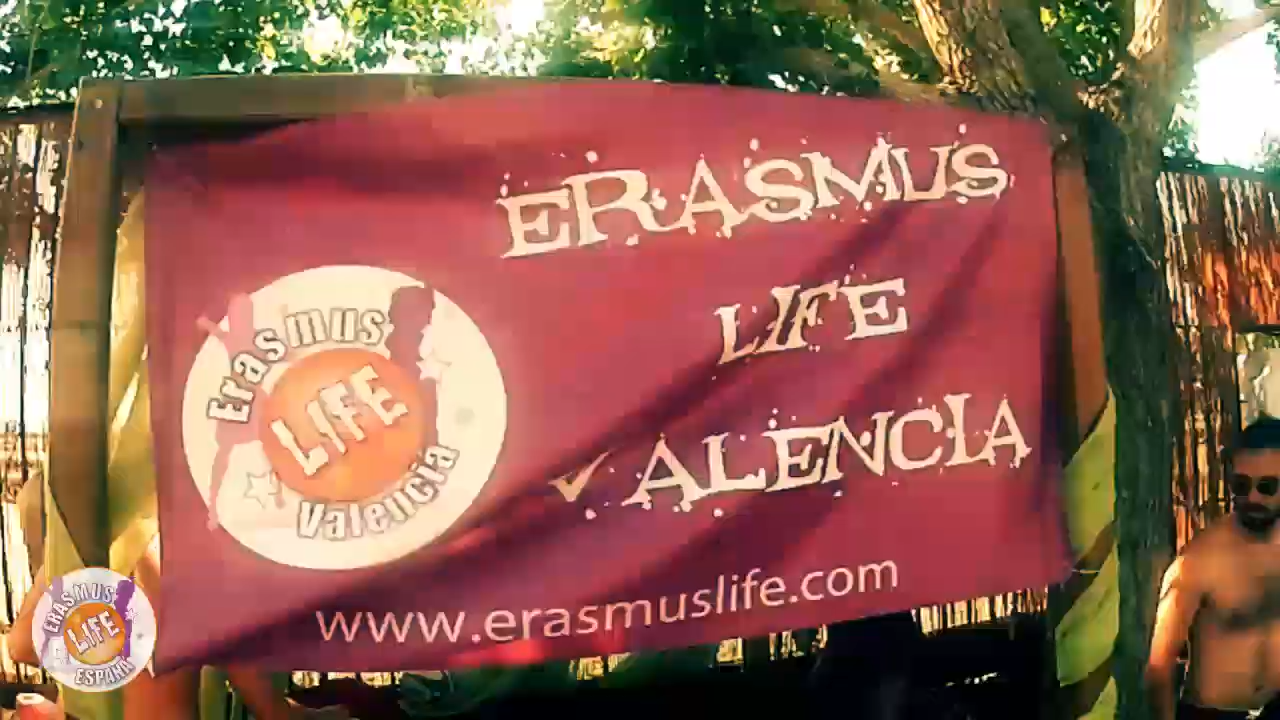 ERASMUS
LIFE
VALENCIA
Erasmus
LIFE
Valencia
www.erasmuslife.com
ERASMUS
LIFE
ESPAÑA